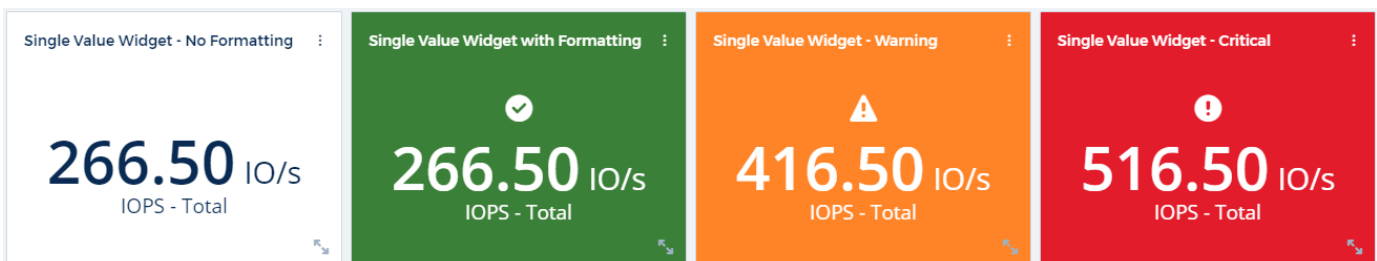 Single Value Widget - No Formatting
266.50 IO/s
IOPS - Total
Single Value Widget with Formatting
266.50 IO/s
IOPS - Total
Single Value Widget - Warning
416.50 IO/s
IOPS - Total
Single Value Widget - Critical
516.50 IO/s
IOPS - Total